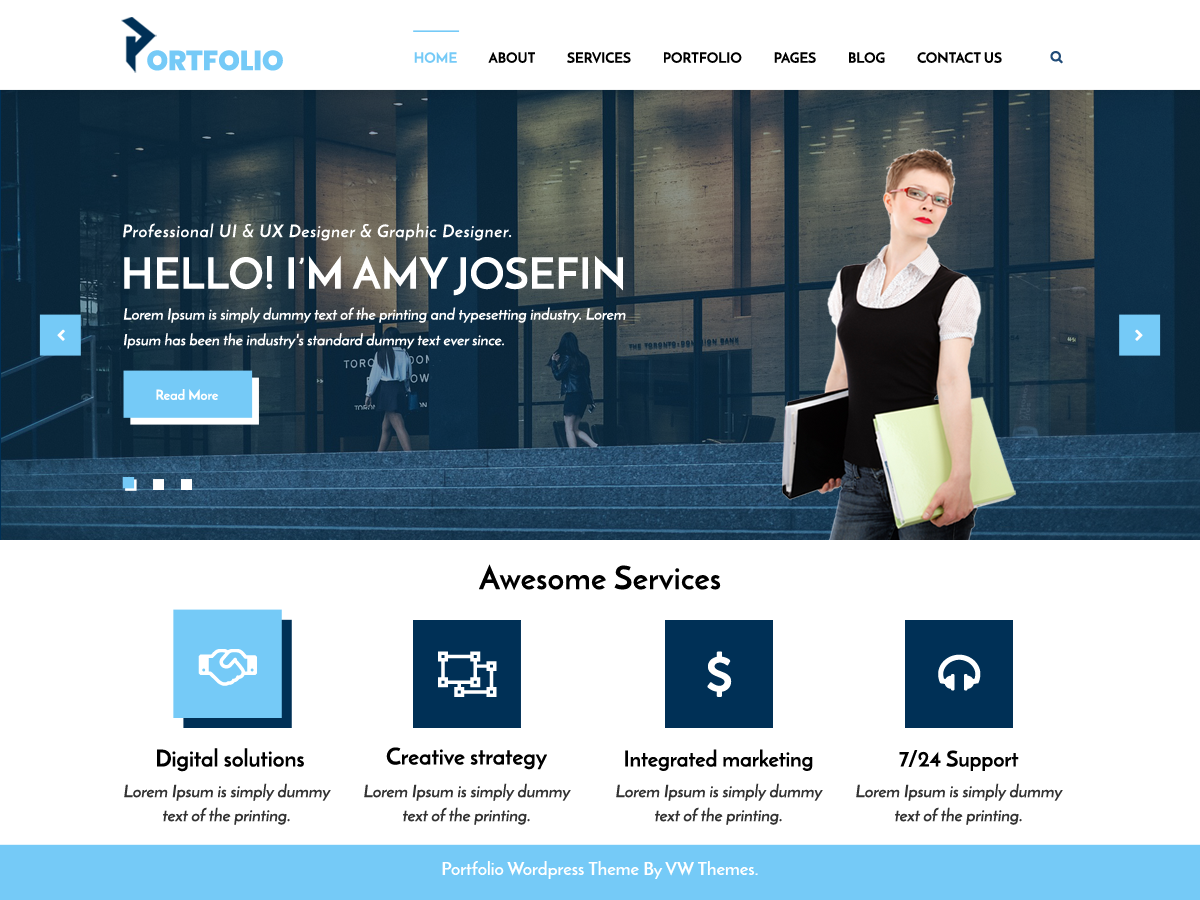 PORTFOLIO
HOME ABOUT SERVICES PORTFOLIO PAGES BLOG CONTACT US
Professional UI & UX Designer & Graphic Designer.
HELLO! I'M AMY JOSEFIN
Lorem Ipsum is simply dummy text of the printing and typesetting industry. Lorem
Ipsum has been the industry's standard dummy text ever since.
THE TORONTO-DOMINION BANK
Read More
Awesome Services
Digital solutions
Lorem Ipsum is simply dummy
text of the printing.
Creative strategy
Lorem Ipsum is simply dummy
text of the printing.
Integrated marketing
Lorem Ipsum is simply dummy
text of the printing.
7/24 Support
Lorem Ipsum is simply dummy
text of the printing.
Portfolio Wordpress Theme By VW Themes.